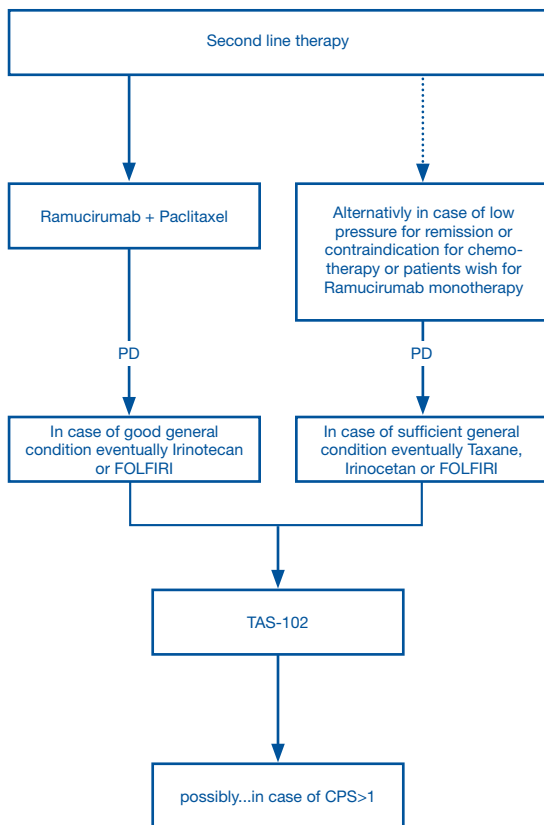 Second line therapy
Ramucirumab + Paclitaxel
Alternativly in case of low
pressure for remission or
contraindication for chemo-
therapy or patients wish for
Ramucirumab monotherapy
PD
PD
In case of good general
condition eventually Irinotecan
or FOLFIRI
In case of sufficient general
condition eventually Taxane,
Irinocetan or FOLFIRI
TAS-102
possibly...in case of CPS>1